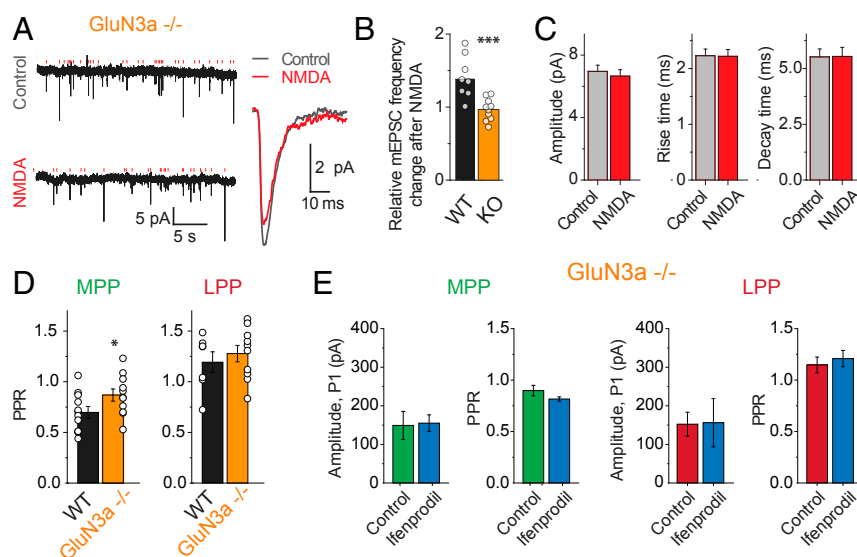 A
GluN3a -/-
Control
NMDA
Control
NMDA
5 pA
5 s
2 pA
10 ms
B
***
Relative mEPSC frequency
change after NMDA
2
1
0
WT
KO
C
Amplitude (pA)
9
6
3
0
Control
NMDA
Rise time (ms)
2
1
0
Control
NMDA
Decay time (ms)
5.0
2.5
0.0
Control
NMDA
D
MPP
LPP
PPR
1.5
1.0
0.5
0.0
*
WT
GluN3a -/-
1.5
1.0
0.5
0.0
WT
GluN3a -/-
E
GluN3a -/-
MPP
LPP
Amplitude, P1 (pA)
400
300
200
100
0
Control
Ifenprodil
PPR
1.5
1.0
0.5
0.0
Control
Ifenprodil
Amplitude, P1 (pA)
400
300
200
100
0
Control
Ifenprodil
PPR
1.5
1.0
0.5
0.0
Control
Ifenprodil